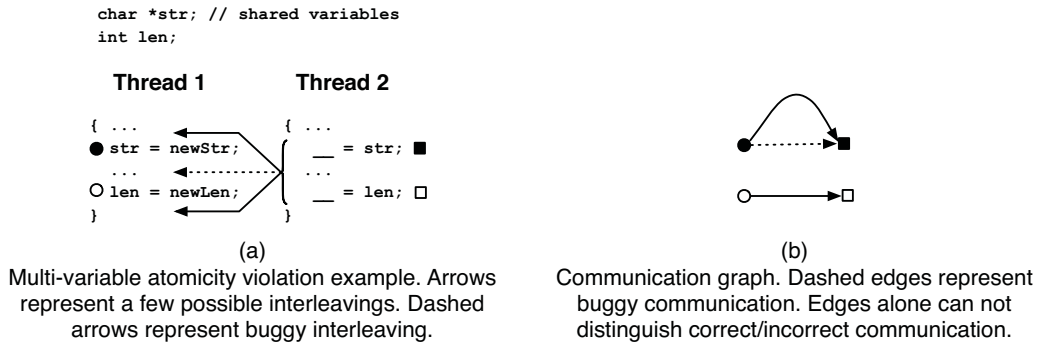 char *str; // shared variables
int len;
Thread 1 Thread 2
{ ... { ...
str = newStr; __ = str;
... ...
len = newLen; __ = len;
} }
(a)
Multi-variable atomicity violation example. Arrows
represent a few possible interleavings. Dashed
arrows represent buggy interleaving.
(b)
Communication graph. Dashed edges represent
buggy communication. Edges alone can not
distinguish correct/incorrect communication.